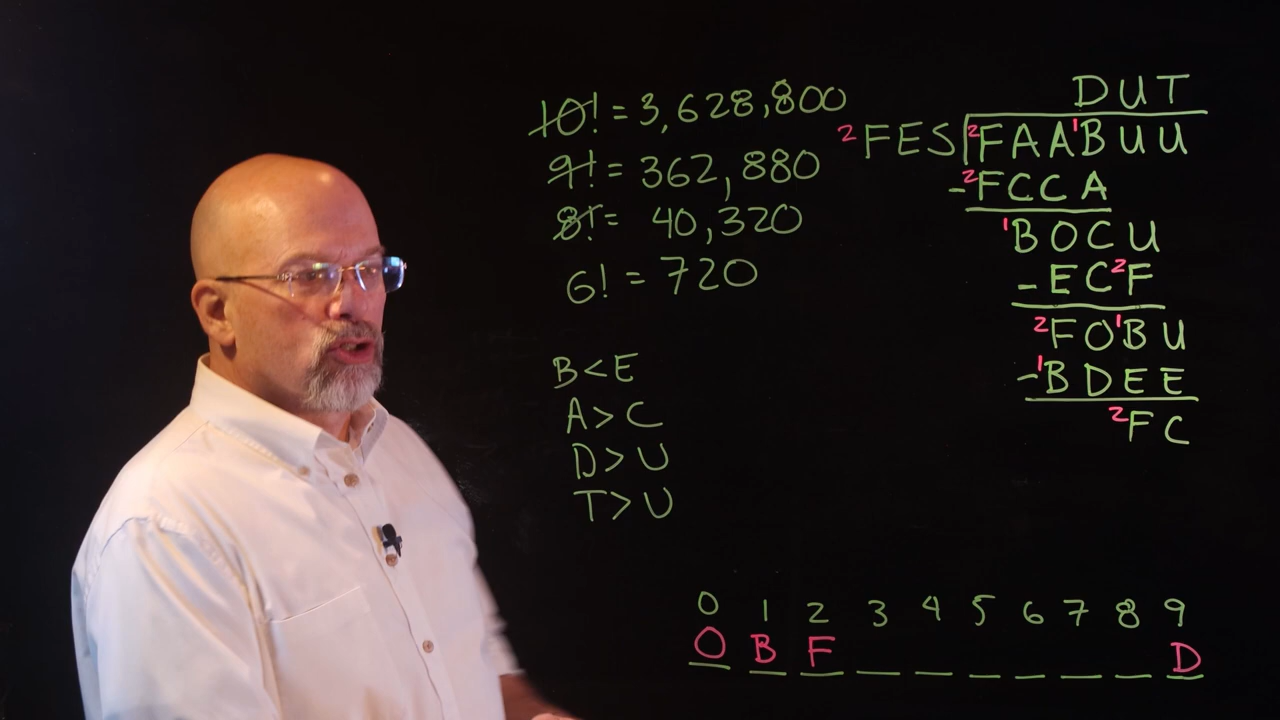 10! = 3,628,800
9! = 362,880
8! = 40,320
6! = 720
B<E
A>C
D>U
T>U
DUT
²FES ²FAA¹BUU
-²FCCA
¹BOCU
-EC²F
²FO¹BU
-¹BDEE
²FC
0 1 2 3 4 5 6 7 8 9
O B F _ _ _ _ _ _ D